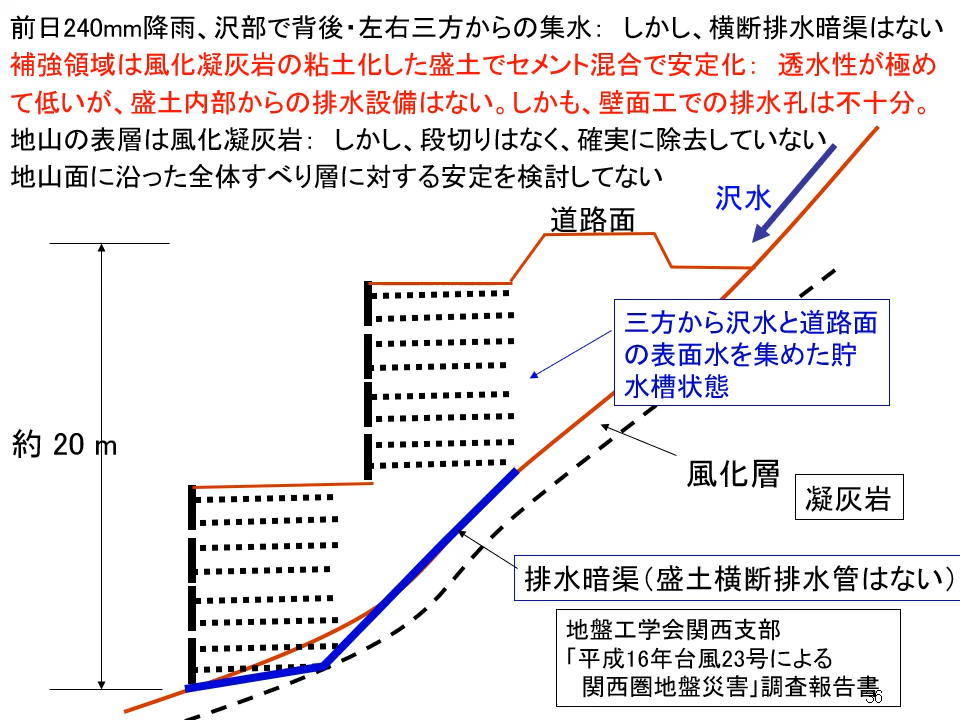 前日240mm降雨、沢部で背後・左右三方からの集水： しかし、横断排水暗渠はない
補強領域は風化凝灰岩の粘土化した盛土でセメント混合で安定化： 透水性が極め
て低いが、盛土内部からの排水設備はない。しかも、壁面工での排水孔は不十分。
地山の表層は風化凝灰岩： しかし、段切りはなく、確実に除去していない
地山面に沿った全体すべり層に対する安定を検討してない
沢水
道路面
三方から沢水と道路面
の表面水を集めた貯
水槽状態
約 20 m
風化層
凝灰岩
排水暗渠（盛土横断排水管はない）
地盤工学会関西支部
「平成16年台風23号による
関西圏地盤災害」調査報告書
36